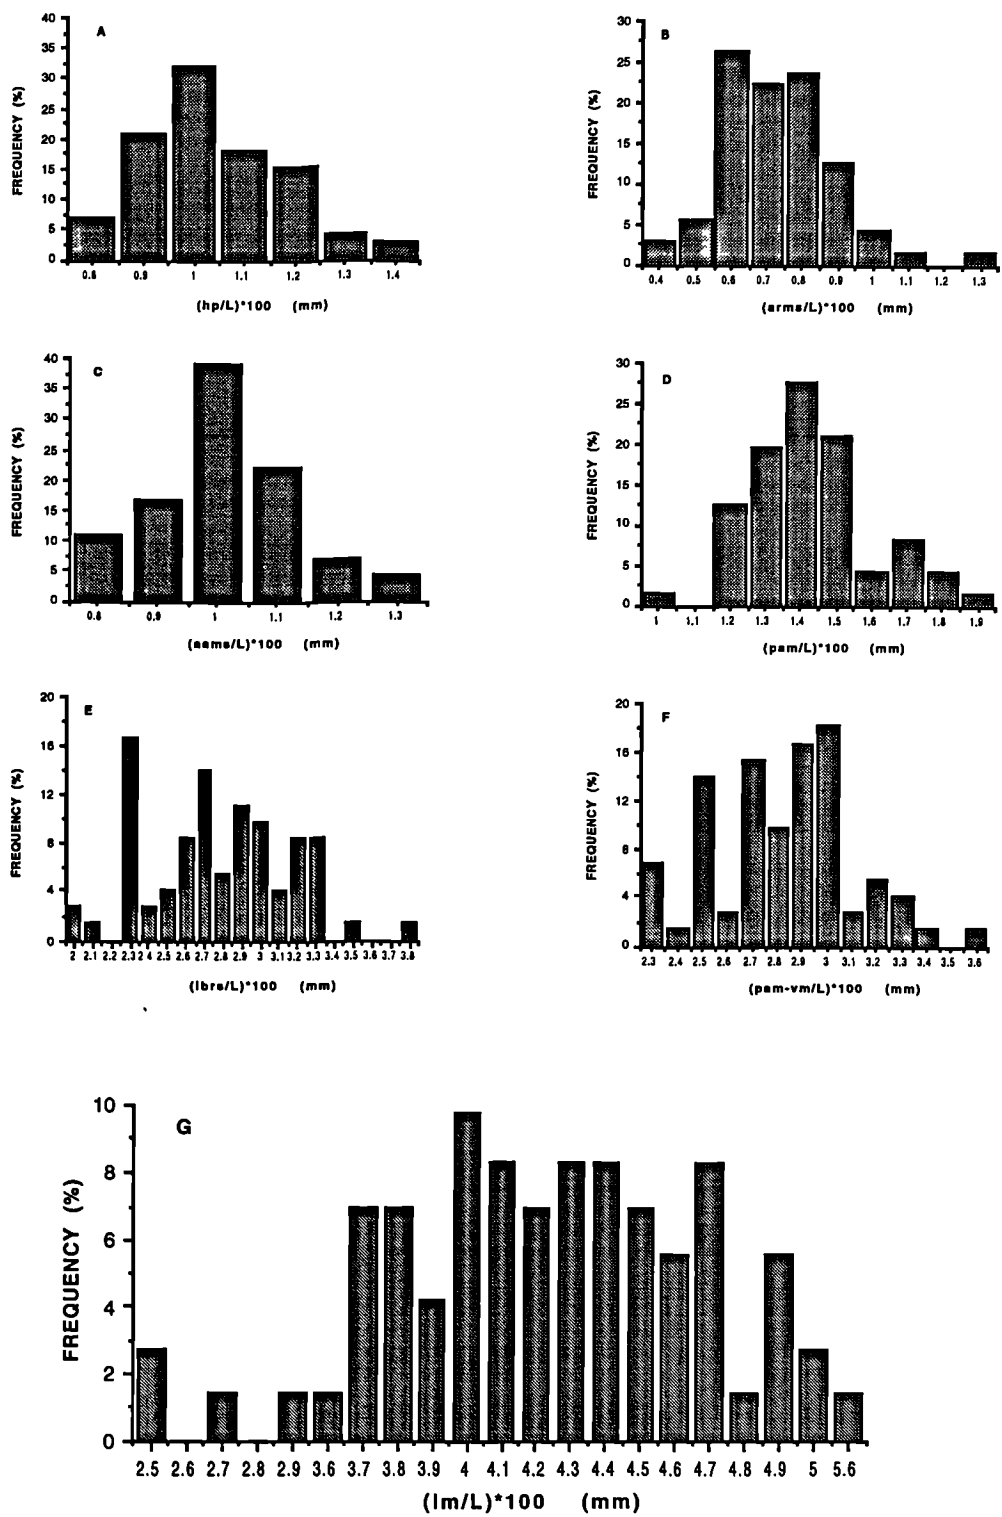 A
FREQUENCY (%)
40
35
30
25
20
15
10
5
0
0.8 0.9 1 1.1 1.2 1.3 1.4
(hp/L)*100 (mm)
B
FREQUENCY (%)
30
25
20
15
10
5
0
0.4 0.5 0.6 0.7 0.8 0.9 1 1.1 1.2 1.3
(arms/L)*100 (mm)
C
FREQUENCY (%)
40
35
30
25
20
15
10
5
0
0.8 0.9 1 1.1 1.2 1.3
(aams/L)*100 (mm)
D
FREQUENCY (%)
30
25
20
15
10
5
0
1 1.1 1.2 1.3 1.4 1.5 1.6 1.7 1.8 1.9
(pam/L)*100 (mm)
E
FREQUENCY (%)
20
16
12
8
4
0
2 2.1 2.2 2.3 2.4 2.5 2.6 2.7 2.8 2.9 3 3.1 3.2 3.3 3.4 3.5 3.6 3.7 3.8
(lbrs/L)*100 (mm)
F
FREQUENCY (%)
20
16
12
8
4
0
2.3 2.4 2.5 2.6 2.7 2.8 2.9 3 3.1 3.2 3.3 3.4 3.5 3.6
(pam-vm/L)*100 (mm)
G
FREQUENCY (%)
10
8
6
4
2
0
2.5 2.6 2.7 2.8 2.9 3.6 3.7 3.8 3.9 4 4.1 4.2 4.3 4.4 4.5 4.6 4.7 4.8 4.9 5 5.6
(lm/L)*100 (mm)